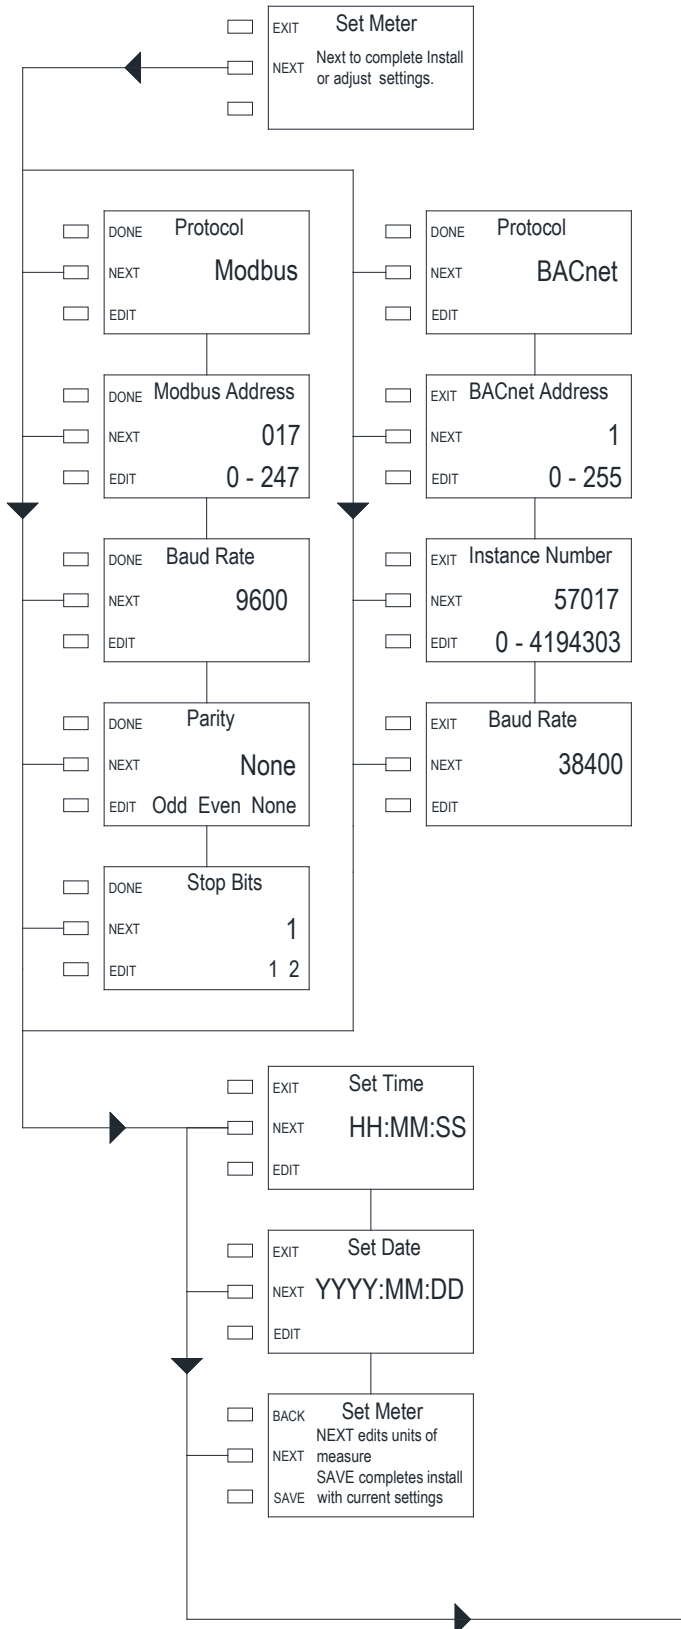 EXIT Set Meter
NEXT Next to complete Install
or adjust settings.
DONE Protocol
NEXT Modbus
EDIT
DONE Modbus Address
NEXT 017
EDIT 0 - 247
DONE Baud Rate
NEXT 9600
EDIT
DONE Parity
NEXT None
EDIT Odd Even None
DONE Stop Bits
NEXT 1
EDIT 1 2
DONE Protocol
NEXT BACnet
EDIT
EXIT BACnet Address
NEXT 1
EDIT 0 - 255
EXIT Instance Number
NEXT 57017
EDIT 0 - 4194303
EXIT Baud Rate
NEXT 38400
EDIT
EXIT Set Time
NEXT HH:MM:SS
EDIT
EXIT Set Date
NEXT YYYY:MM:DD
EDIT
BACK Set Meter
NEXT edits units of
NEXT measure
SAVE completes install
SAVE with current settings